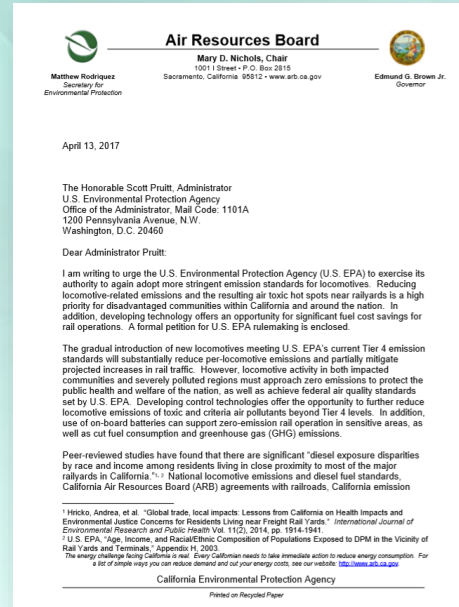 Air Resources Board
Mary D. Nichols, Chair
1001 I Street • P.O. Box 2815
Sacramento, California 95812 • www.arb.ca.gov
Matthew Rodriquez
Secretary for
Environmental Protection
Edmund G. Brown Jr.
Governor
April 13, 2017
The Honorable Scott Pruitt, Administrator
U.S. Environmental Protection Agency
Office of the Administrator, Mail Code: 1101A
1200 Pennsylvania Avenue, N.W.
Washington, D.C. 20460
Dear Administrator Pruitt:
I am writing to urge the U.S. Environmental Protection Agency (U.S. EPA) to exercise its
authority to again adopt more stringent emission standards for locomotives. Reducing
locomotive-related emissions and the resulting air toxic hot spots near railyards is a high
priority for disadvantaged communities within California and around the nation. In
addition, developing technology offers an opportunity for significant fuel cost savings for
rail operations. A formal petition for U.S. EPA rulemaking is enclosed.
The gradual introduction of new locomotives meeting U.S. EPA's current Tier 4 emission
standards will substantially reduce per-locomotive emissions and partially mitigate
projected increases in rail traffic. However, locomotive activity in both impacted
communities and severely polluted regions must approach zero emissions to protect the
public health and welfare of the nation, as well as achieve federal air quality standards
set by U.S. EPA. Developing control technologies offer the opportunity to further reduce
locomotive emissions of toxic and criteria air pollutants beyond Tier 4 levels. In addition,
use of on-board batteries can support zero-emission rail operation in sensitive areas, as
well as cut fuel consumption and greenhouse gas (GHG) emissions.
Peer-reviewed studies have found that there are significant "diesel exposure disparities
by race and income among residents living in close proximity to most of the major
railyards in California."1, 2 National locomotive emissions and diesel fuel standards,
California Air Resources Board (ARB) agreements with railroads, California emission
1 Hricko, Andrea, et al. "Global trade, local impacts: Lessons from California on Health Impacts and
Environmental Justice Concerns for Residents Living near Freight Rail Yards." International Journal of
Environmental Research and Public Health Vol. 11(2), 2014, pp. 1914-1941.
2 U.S. EPA, "Age, Income, and Racial/Ethnic Composition of Populations Exposed to DPM in the Vicinity of
Rail Yards and Terminals," Appendix H, 2003.
The energy challenge facing California is real. Every Californian needs to take immediate action to reduce energy consumption. For
a list of simple ways you can reduce demand and cut your energy costs, see our website: http://www.arb.ca.gov.
California Environmental Protection Agency
Printed on Recycled Paper